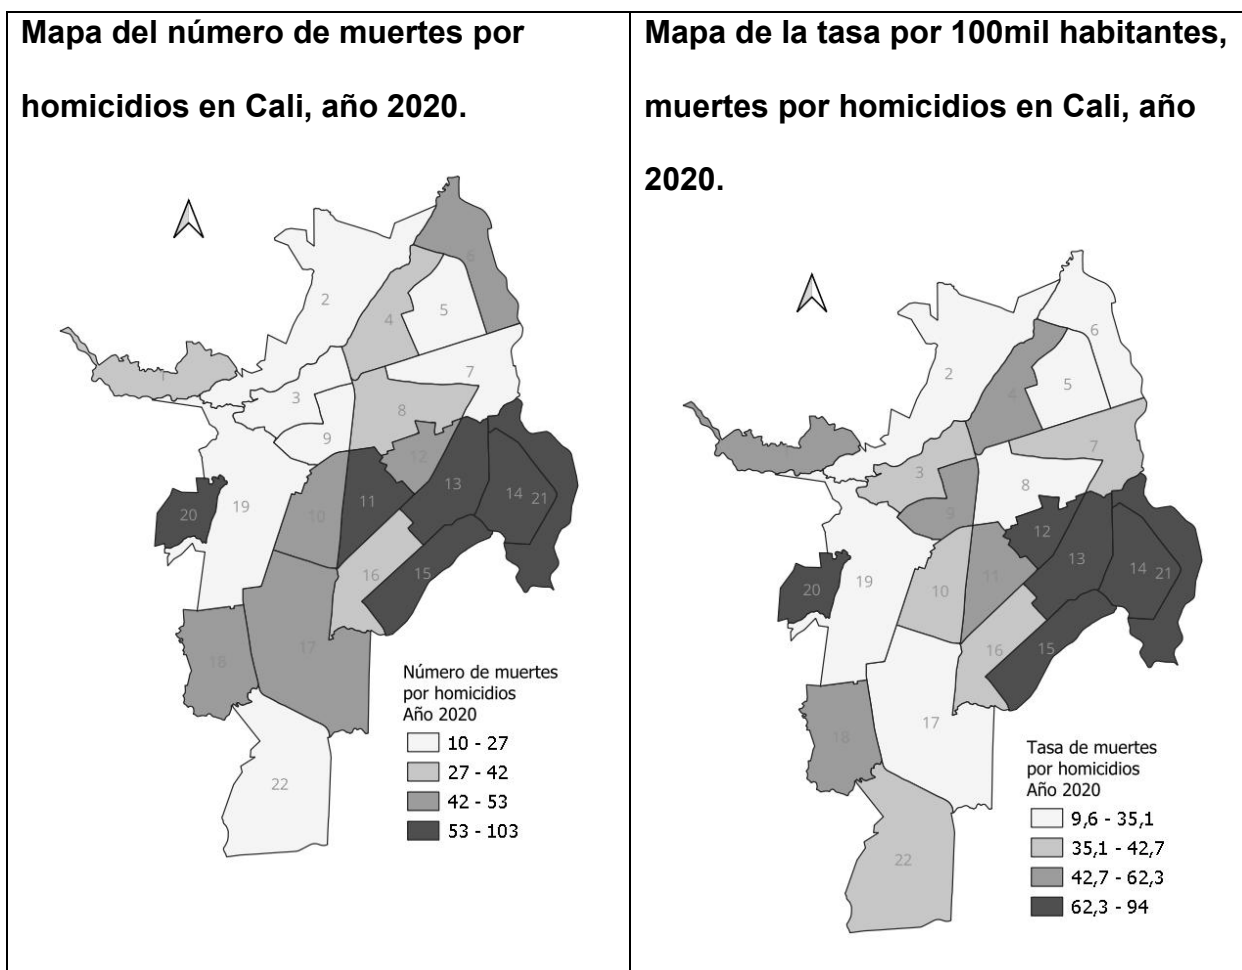 Mapa del número de muertes por
homicidios en Cali, año 2020.
6
2
5
4
1
7
3
8
9
12
13
14
21
11
20
19
10
16
15
17
18
22
Número de muertes
por homicidios
Año 2020
10 - 27
27 - 42
42 - 53
53 - 103
Mapa de la tasa por 100mil habitantes,
muertes por homicidios en Cali, año
2020.
6
2
5
4
1
7
3
8
9
12
13
14
21
11
20
19
10
16
15
17
18
22
Tasa de muertes
por homicidios
Año 2020
9,6 - 35,1
35,1 - 42,7
42,7 - 62,3
62,3 - 94